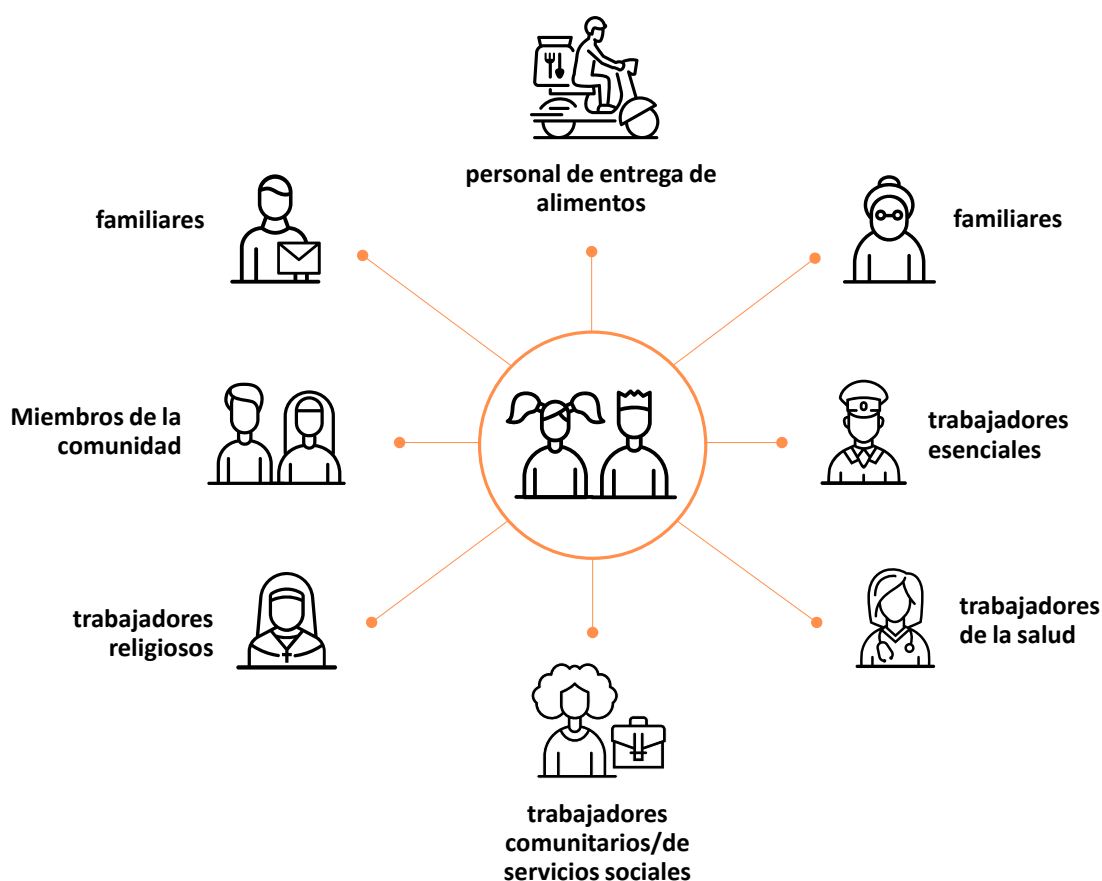 personal de entrega de
alimentos
familiares
familiares
Miembros de la
comunidad
trabajadores
esenciales
trabajadores
religiosos
trabajadores
de la salud
trabajadores
comunitarios/de
servicios sociales